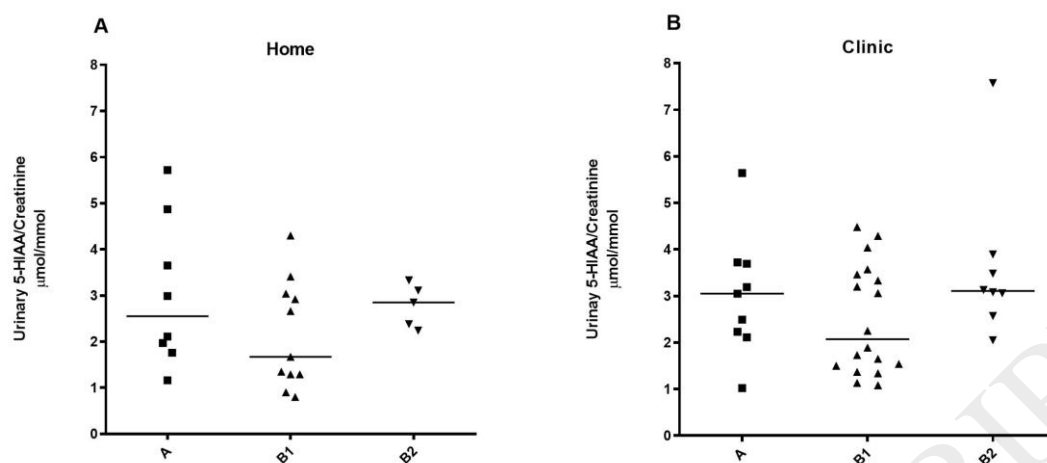 A
Home
Urinary 5-HIAA/Creatinine
μmol/mmol
8
7
6
5
4
3
2
1
0
A
B1
B2
B
Clinic
Urinay 5-HIAA/Creatinine
μmol/mmol
8
7
6
5
4
3
2
1
0
A
B1
B2